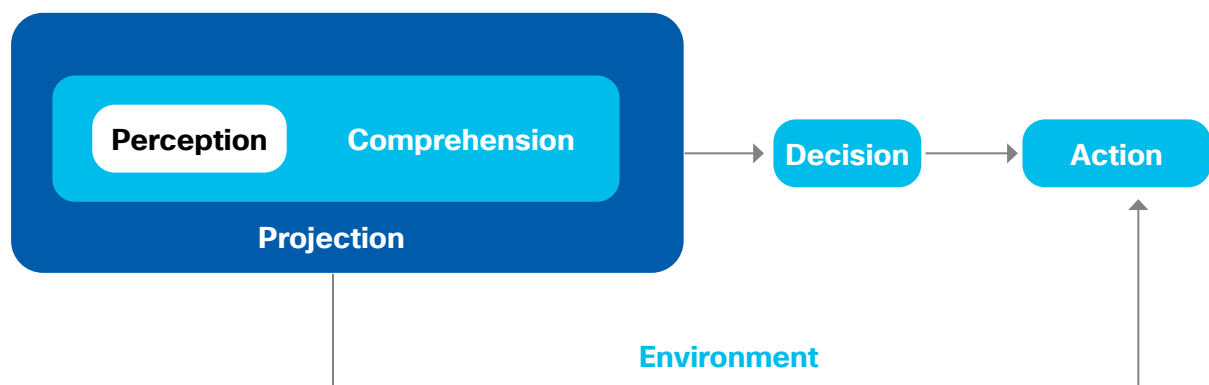 Perception
Comprehension
Projection
Decision
Action
Environment